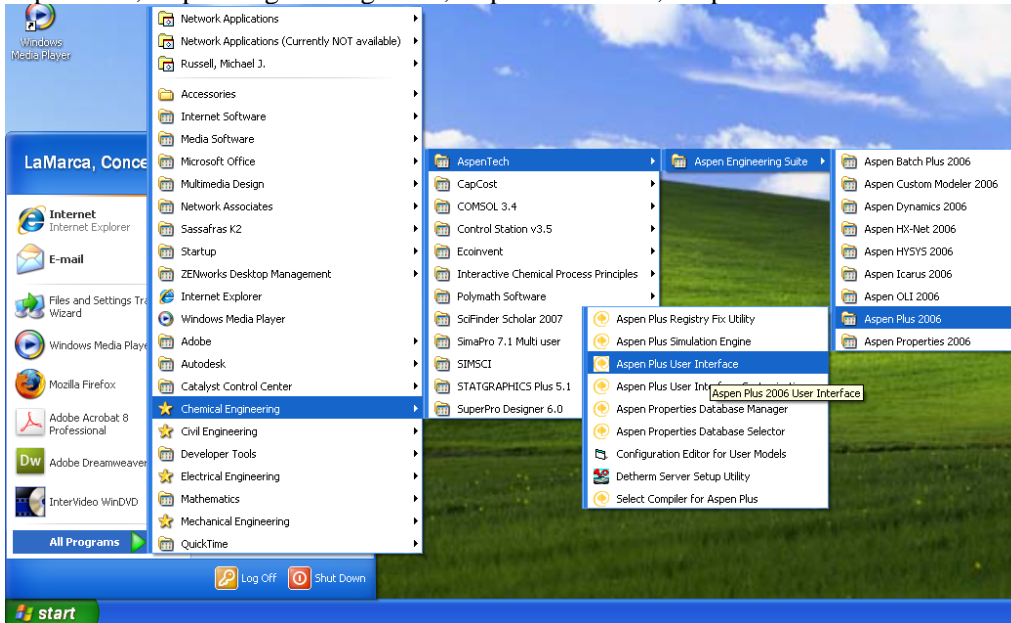 Windows
Media Player
LaMarca, Conce
Internet
Internet Explorer
E-mail
Files and Settings Tra
Wizard
Windows Media Playe
Mozilla Firefox
Adobe Acrobat 8
Professional
Adobe Dreamweaver
InterVideo WinDVD
All Programs
Log Off
Shut Down
start
Network Applications
Network Applications (Currently NOT available)
Russell, Michael J.
Accessories
Internet Software
Media Software
Microsoft Office
Multimedia Design
Network Associates
Sassafras K2
Startup
ZENworks Desktop Management
Internet Explorer
Windows Media Player
Adobe
Autodesk
Catalyst Control Center
Chemical Engineering
Civil Engineering
Developer Tools
Electrical Engineering
Mathematics
Mechanical Engineering
QuickTime
AspenTech
CapCost
COMSOL 3.4
Control Station v3.5
Ecoinvent
Interactive Chemical Process Principles
Polymath Software
SciFinder Scholar 2007
SimaPro 7.1 Multi user
SIMSCI
STATGRAPHICS Plus 5.1
SuperPro Designer 6.0
Aspen Engineering Suite
Aspen Batch Plus 2006
Aspen Custom Modeler 2006
Aspen Dynamics 2006
Aspen HX-Net 2006
Aspen HYSYS 2006
Aspen Icarus 2006
Aspen OLI 2006
Aspen Plus 2006
Aspen Properties 2006
Aspen Plus Registry Fix Utility
Aspen Plus Simulation Engine
Aspen Plus User Interface
Aspen Plus User
Aspen Plus 2006 User Interface
Aspen Properties Database Manager
Aspen Properties Database Selector
Configuration Editor for User Models
Detherm Server Setup Utility
Select Compiler for Aspen Plus